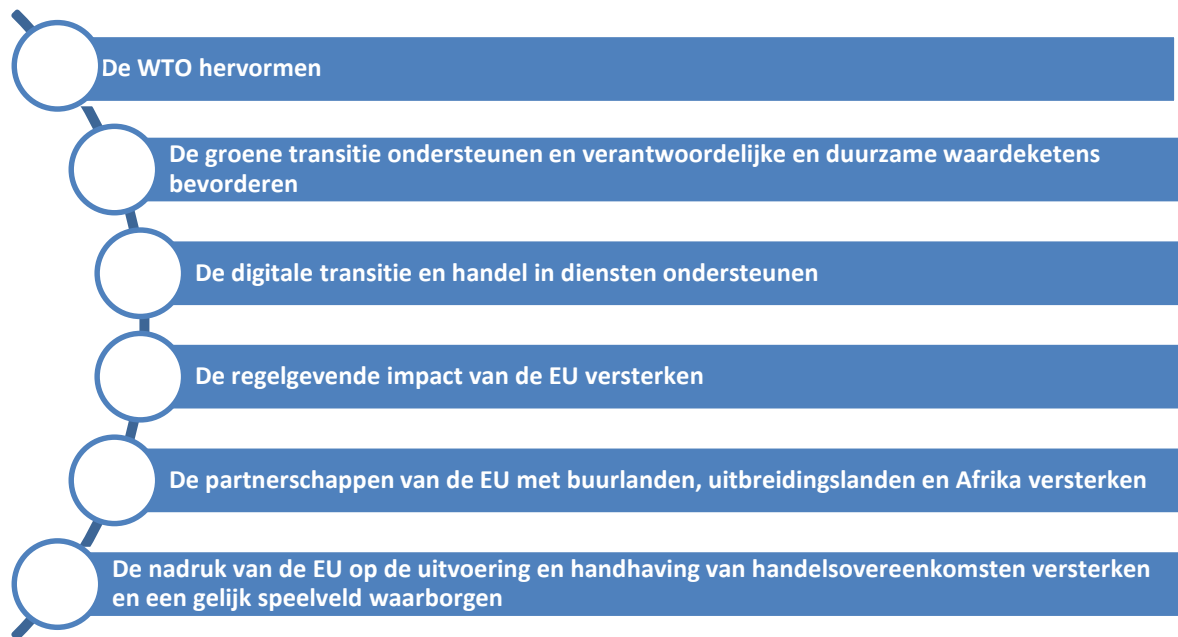 De WTO hervormen
De groene transitie ondersteunen en verantwoordelijke en duurzame waardeketens
bevorderen
De digitale transitie en handel in diensten ondersteunen
De regelgevende impact van de EU versterken
De partnerschappen van de EU met buurlanden, uitbreidingslanden en Afrika versterken
De nadruk van de EU op de uitvoering en handhaving van handelsovereenkomsten versterken
en een gelijk speelveld waarborgen